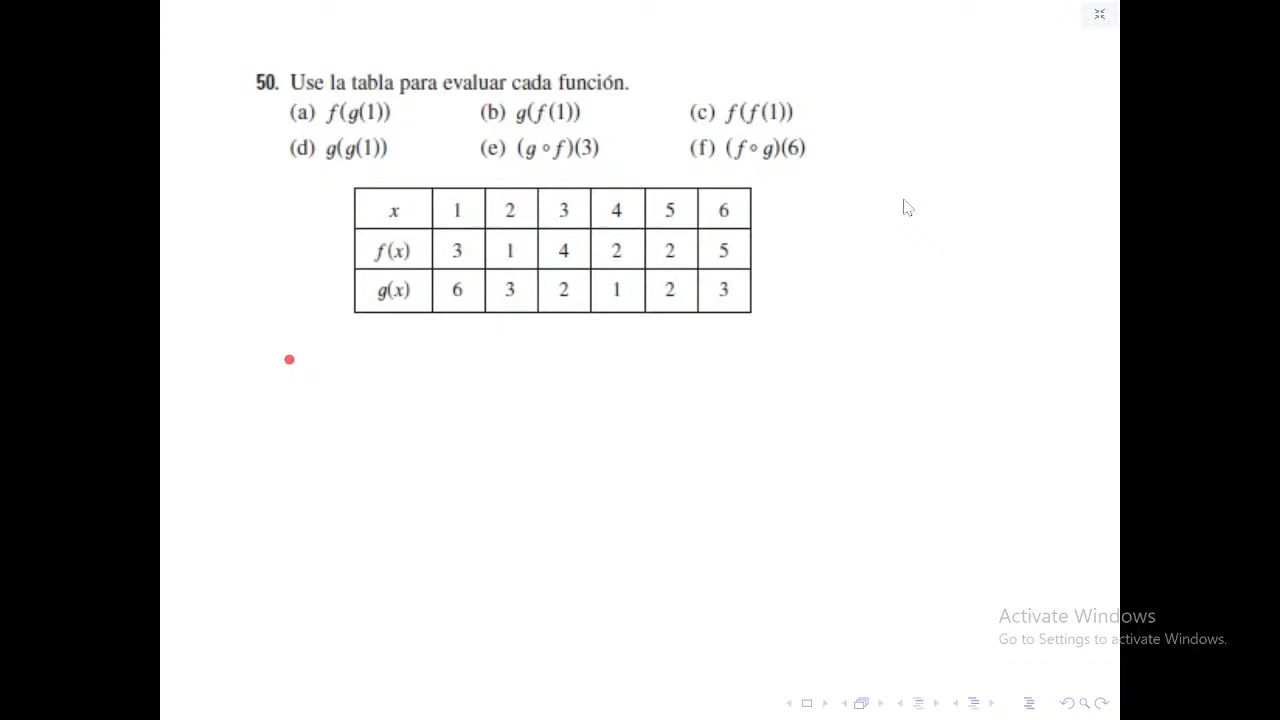 50. Use la tabla para evaluar cada función.
(a) f(g(1)) (b) g(f(1)) (c) f(f(1))
(d) g(g(1)) (e) (g ∘ f)(3) (f) (f ∘ g)(6)
x 1 2 3 4 5 6
f(x) 3 1 4 2 2 5
g(x) 6 3 2 1 2 3
Activate Windows
Go to Settings to activate Windows.